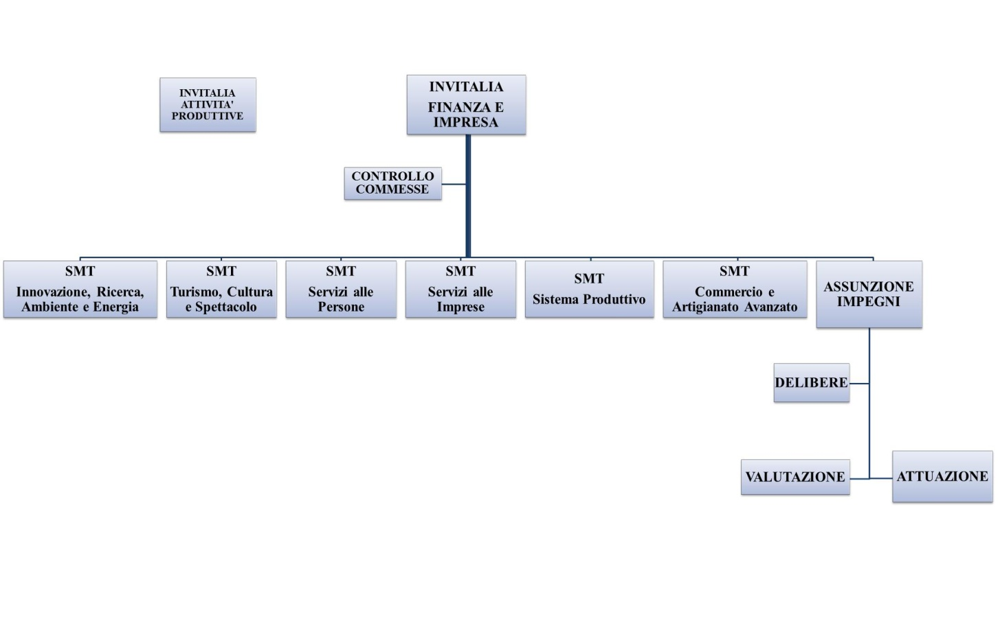 INVITALIA
ATTIVITA'
PRODUTTIVE
INVITALIA
FINANZA E
IMPRESA
CONTROLLO
COMMESSE
SMT
Innovazione, Ricerca,
Ambiente e Energia
SMT
Turismo, Cultura
e Spettacolo
SMT
Servizi alle
Persone
SMT
Servizi alle
Imprese
SMT
Sistema Produttivo
SMT
Commercio e
Artigianato Avanzato
ASSUNZIONE
IMPEGNI
DELIBERE
VALUTAZIONE
ATTUAZIONE